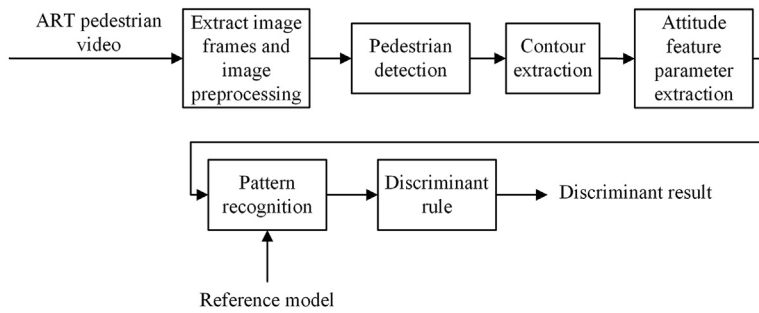 ART pedestrian
video
Extract image
frames and
image
preprocessing
Pedestrian
detection
Contour
extraction
Attitude
feature
parameter
extraction
Pattern
recognition
Discriminant
rule
Discriminant result
Reference model